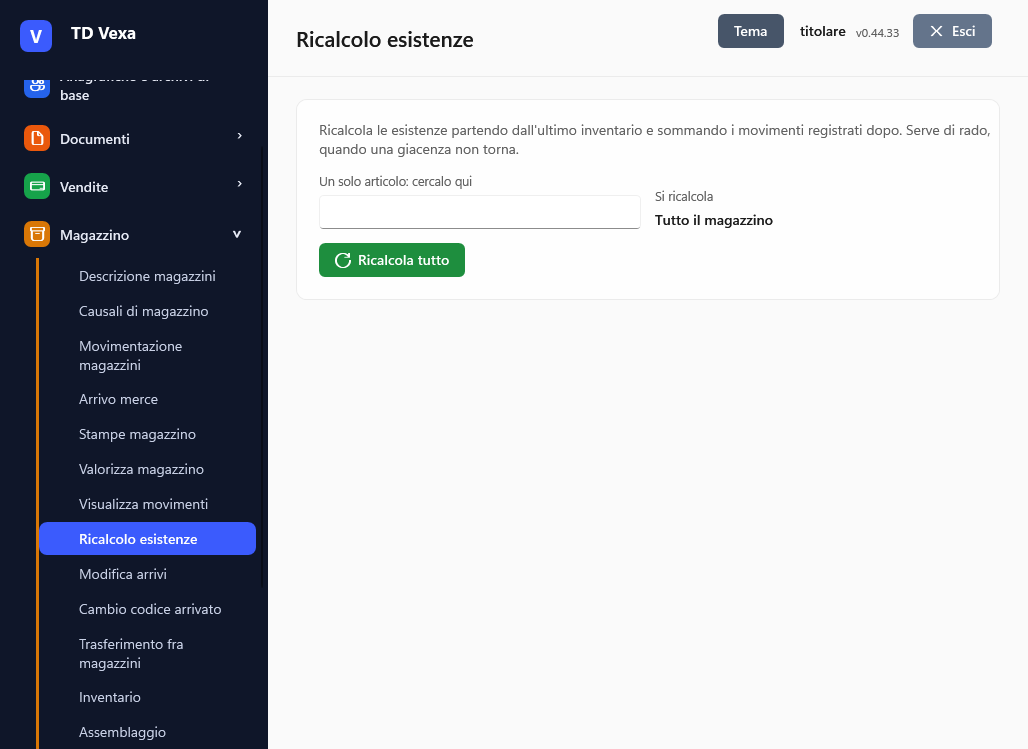 V
TD Vexa
base
Documenti
Vendite
Magazzino
Descrizione magazzini
Causali di magazzino
Movimentazione
magazzini
Arrivo merce
Stampe magazzino
Valorizza magazzino
Visualizza movimenti
Ricalcolo esistenze
Modifica arrivi
Cambio codice arrivato
Trasferimento fra
magazzini
Inventario
Assemblaggio
Ricalcolo esistenze
Tema
titolare
v0.44.33
Esci
Ricalcola le esistenze partendo dall'ultimo inventario e sommando i movimenti registrati dopo. Serve di rado,
quando una giacenza non torna.
Un solo articolo: cercalo qui
Si ricalcola
Tutto il magazzino
Ricalcola tutto